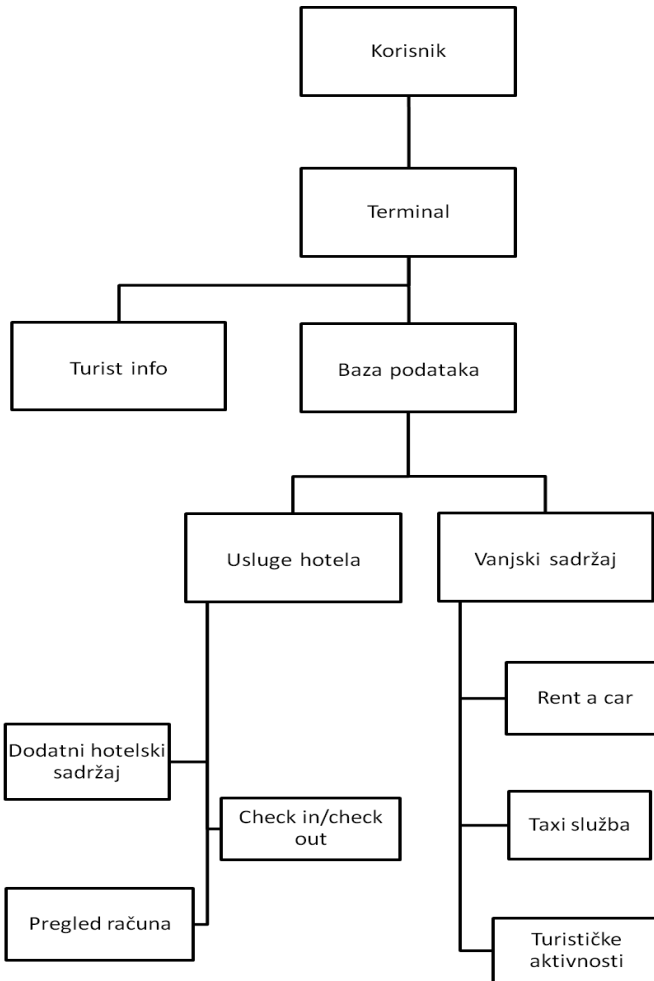 Korisnik
Terminal
Turist info
Baza podataka
Usluge hotela
Vanjski sadržaj
Rent a car
Dodatni hotelski
sadržaj
Check in/check
out
Taxi služba
Pregled računa
Turističke
aktivnosti